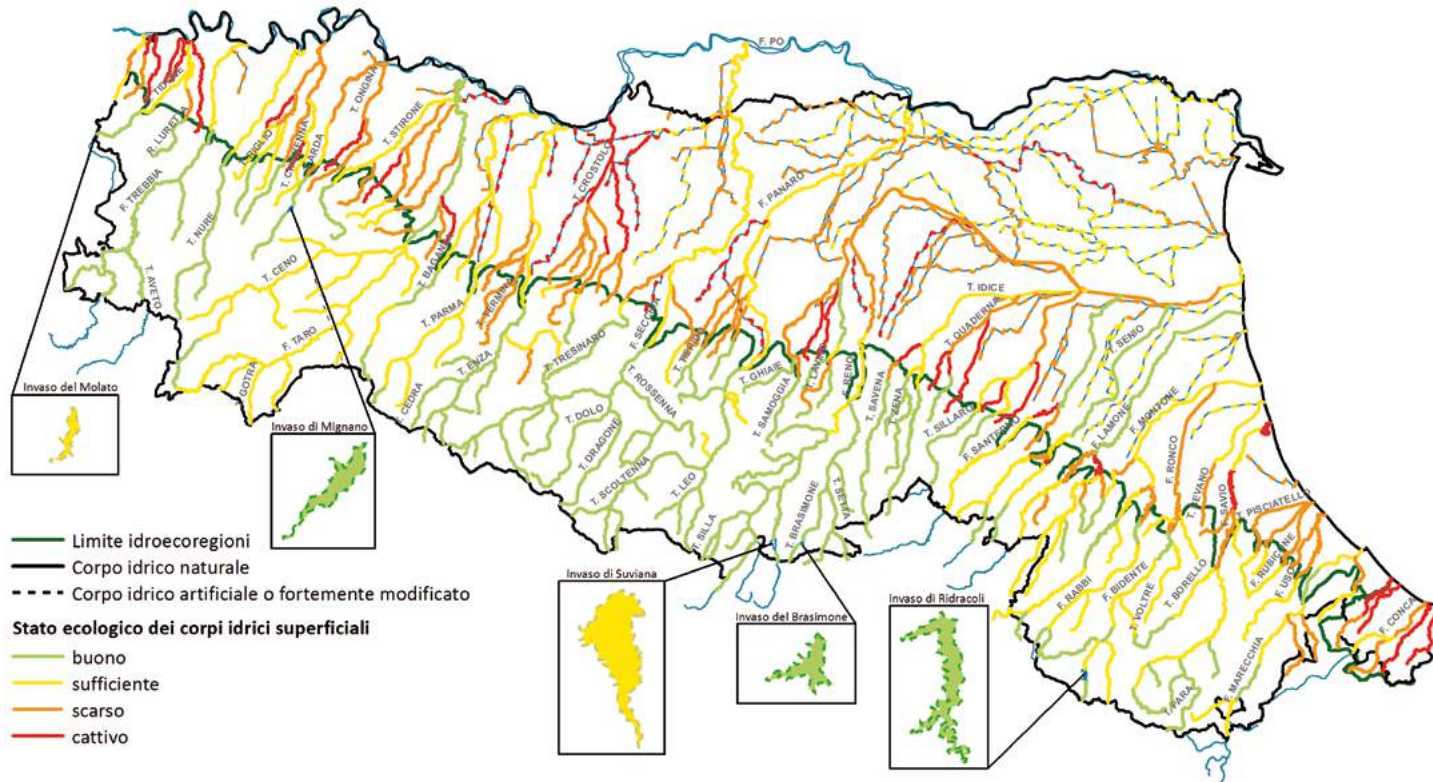 F. PO
T. TIDONE
R. LURETTA
T. ONGINA
T. STIRONE
F. TREBBIA
T. NURE
T. AVETO
T. CENO
F. TARO
GOTRA
T. CROSTOLO
F. PANARO
T. PARMA
T. TERMINA
T. ENZA
CEDRA
T. TRESINARO
F. SECCHIA
T. ROSSENNA
T. DOLO
T. DRAGONE
T. SCOLTENNA
T. LEO
T. SILLA
T. GHIAIE
T. SAMOGGIA
T. LAVINO
F. RENO
T. SAVENA
T. ZENA
T. BRASIMONE
T. SETTA
T. IDICE
T. QUADERNA
T. SILLARO
F. SANTERNO
T. SENIO
F. LAMONE
F. MONTONE
F. RONCO
T. BEVANO
F. SAVIO
T. PISCIATELLO
F. RUBICONE
F. USO
F. RABBI
F. BIDENTE
T. VOLTRE
T. BORELLO
F. MARECCHIA
T. PARA
F. CONCA
Invaso del Molato
Invaso di Mignano
Invaso di Suviana
Invaso del Brasimone
Invaso di Ridracoli
Limite idroecoregioni
Corpo idrico naturale
Corpo idrico artificiale o fortemente modificato
Stato ecologico dei corpi idrici superficiali
buono
sufficiente
scarso
cattivo